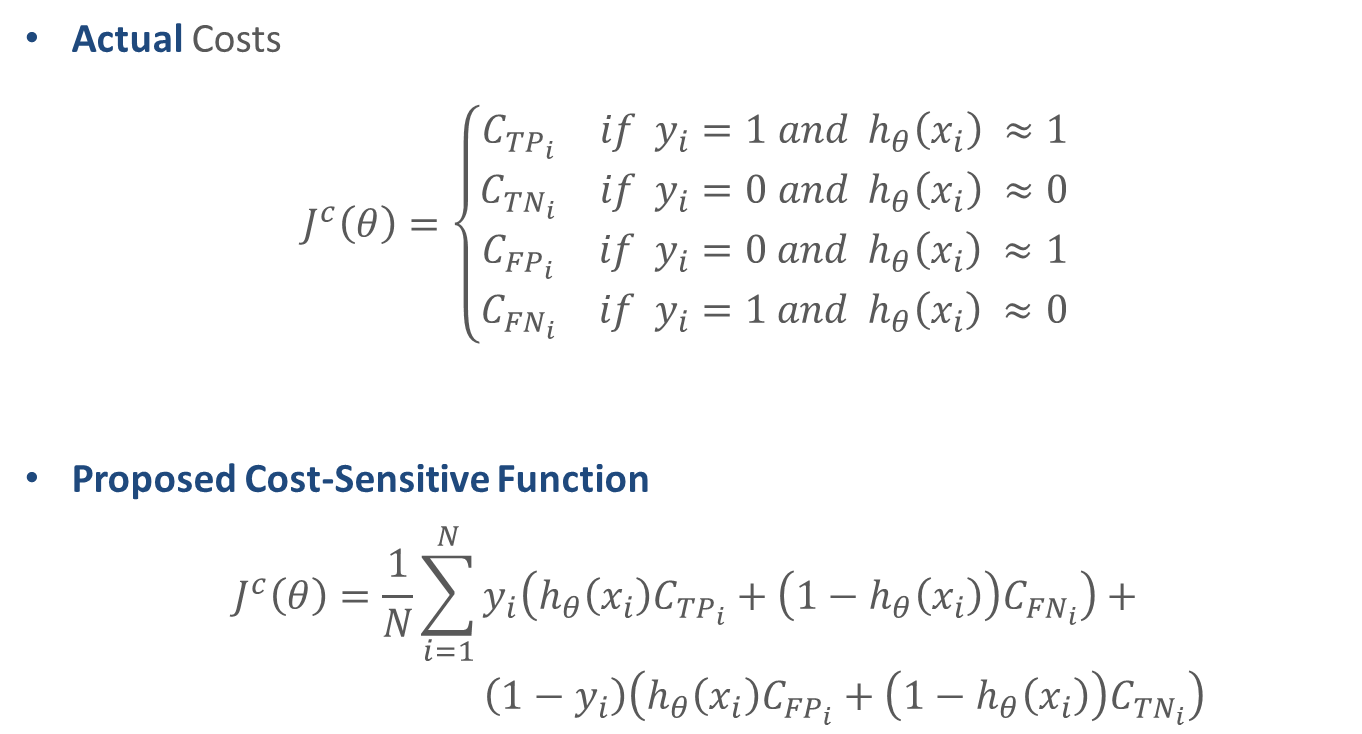 • Actual Costs
J^c(θ) = { C_{TP_i} if y_i = 1 and h_θ(x_i) ≈ 1
C_{TN_i} if y_i = 0 and h_θ(x_i) ≈ 0
C_{FP_i} if y_i = 0 and h_θ(x_i) ≈ 1
C_{FN_i} if y_i = 1 and h_θ(x_i) ≈ 0
• Proposed Cost-Sensitive Function
J^c(θ) = \frac{1}{N} \sum_{i=1}^{N} y_i(h_θ(x_i)C_{TP_i} + (1 − h_θ(x_i))C_{FN_i}) +
(1 − y_i)(h_θ(x_i)C_{FP_i} + (1 − h_θ(x_i))C_{TN_i})